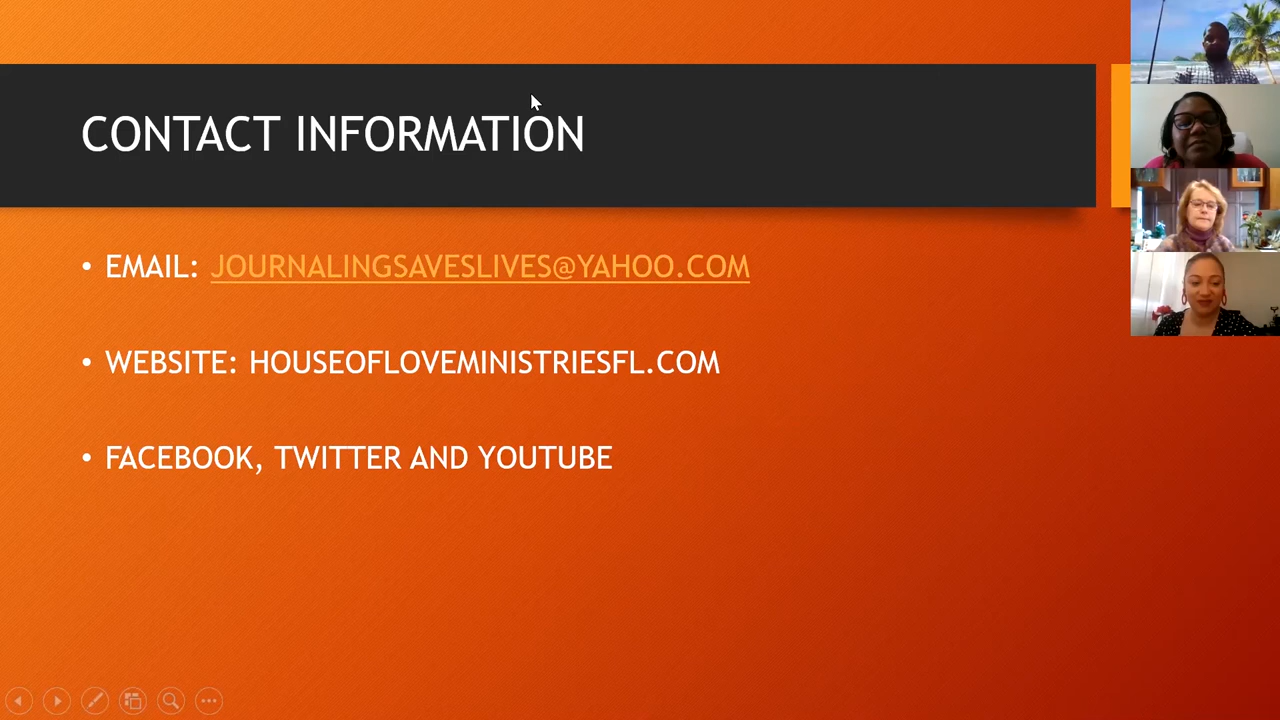 CONTACT INFORMATION
• EMAIL: JOURNALINGSAVESLIVES@YAHOO.COM
• WEBSITE: HOUSEOFLOVEMINISTRIESFL.COM
• FACEBOOK, TWITTER AND YOUTUBE